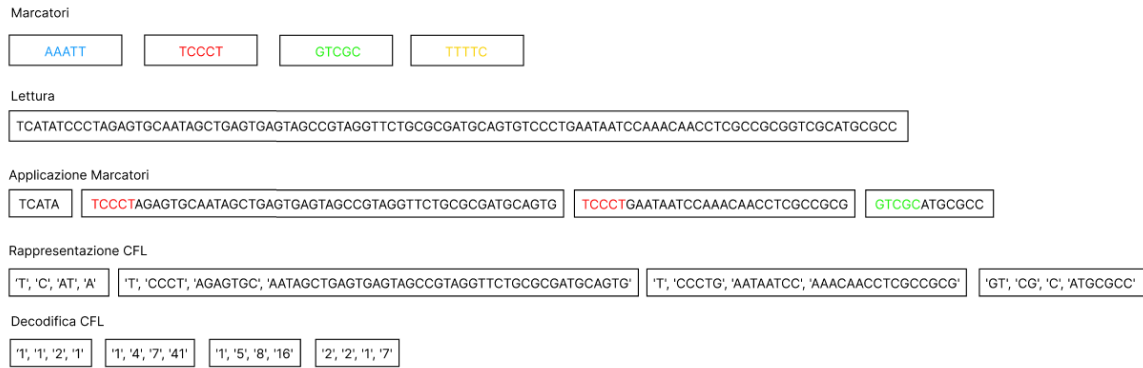 Marcatori
AAATT TCCCT GTCGC TTTTC
Lettura
TCATATCCCTAGAGTGCAATAGCTGAGTGAGTAGCCGTAGGTTCTGCGCGATGCAGTGTCCCTGAATAATCCAAACAACCTCGCCGCGGTCGCATGCGCC
Applicazione Marcatori
TCATA TCCCTAGAGTGCAATAGCTGAGTGAGTAGCCGTAGGTTCTGCGCGATGCAGTG TCCCTGAATAATCCAAACAACCTCGCCGCG GTCGCATGCGCC
Rappresentazione CFL
'T', 'C', 'AT', 'A' 'T', 'CCCT', 'AGAGTGC', 'AATAGCTGAGTGAGTAGCCGTAGGTTCTGCGCGATGCAGTG' 'T', 'CCCTG', 'AATAATCC', 'AAACAACCTCGCCGCG' 'GT', 'CG', 'C', 'ATGCGCC'
Decodifica CFL
'1', '1', '2', '1' '1', '4', '7', '41' '1', '5', '8', '16' '2', '2', '1', '7'